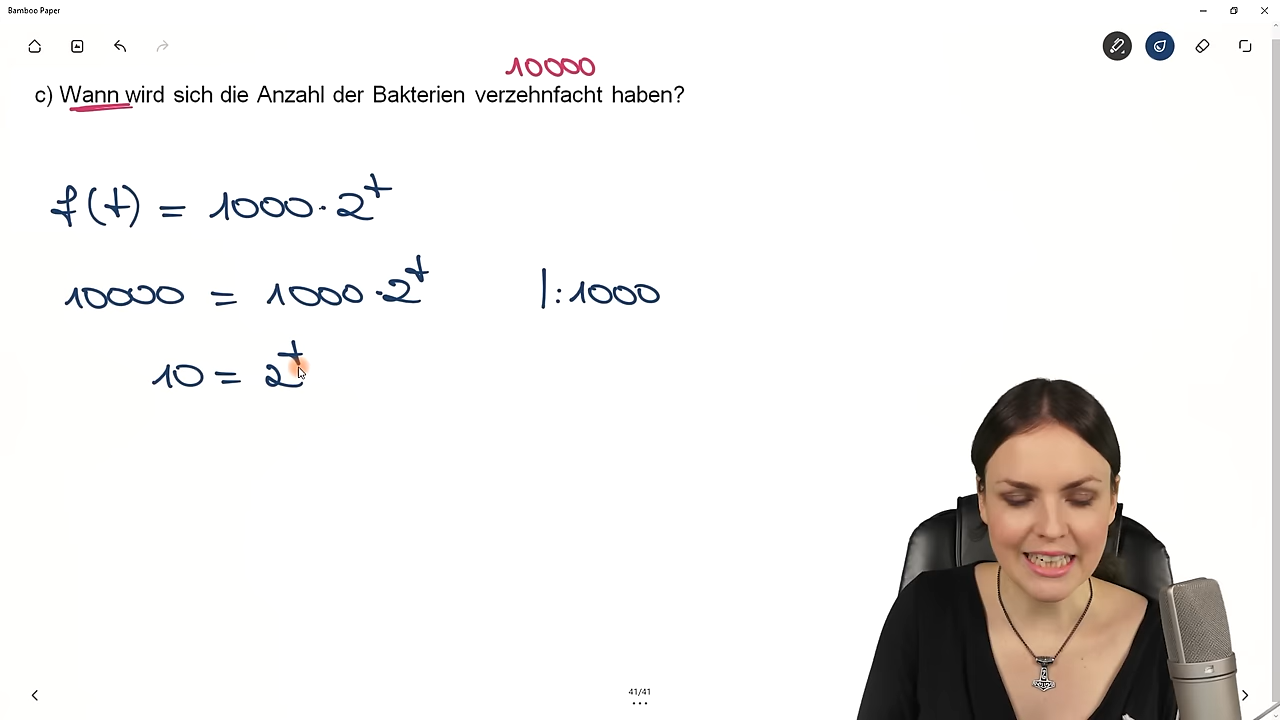 Bamboo Paper
10000
c) Wann wird sich die Anzahl der Bakterien verzehnfacht haben?
f(t) = 1000 · 2^t
10000 = 1000 · 2^t |: 1000
10 = 2^t
41/41